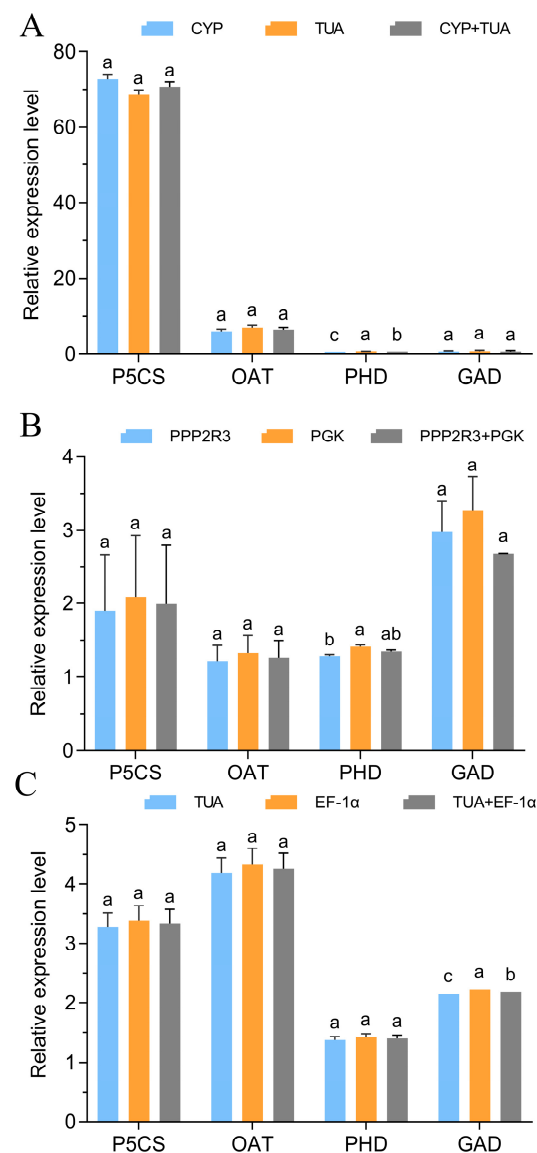 A
CYP TUA CYP+TUA
Relative expression level
80
60
40
20
0
a a a
a a a
c a b
a a a
P5CS OAT PHD GAD
B
PPP2R3 PGK PPP2R3+PGK
Relative expression level
4
3
2
1
0
a a a
a a a
b a ab
a a a
P5CS OAT PHD GAD
C
TUA EF-1α TUA+EF-1α
Relative expression level
5
4
3
2
1
0
a a a
a a a
a a a
c a b
P5CS OAT PHD GAD